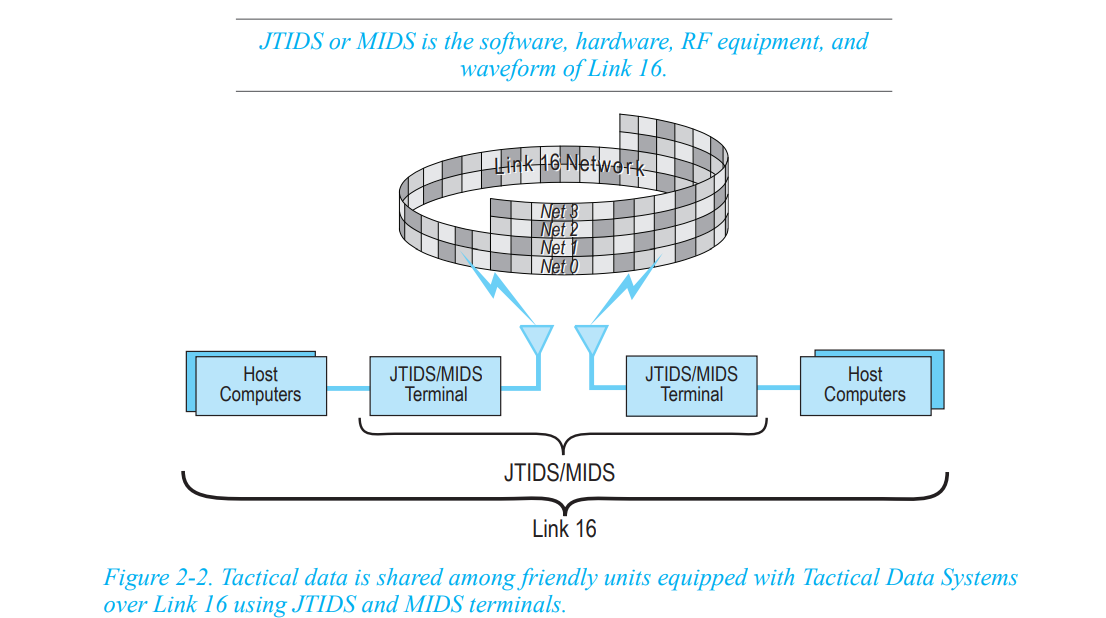 JTIDS or MIDS is the software, hardware, RF equipment, and
waveform of Link 16.
Link 16 Network
Net 3
Net 2
Net 1
Net 0
Host
Computers
JTIDS/MIDS
Terminal
JTIDS/MIDS
Terminal
Host
Computers
JTIDS/MIDS
Link 16
Figure 2-2. Tactical data is shared among friendly units equipped with Tactical Data Systems
over Link 16 using JTIDS and MIDS terminals.